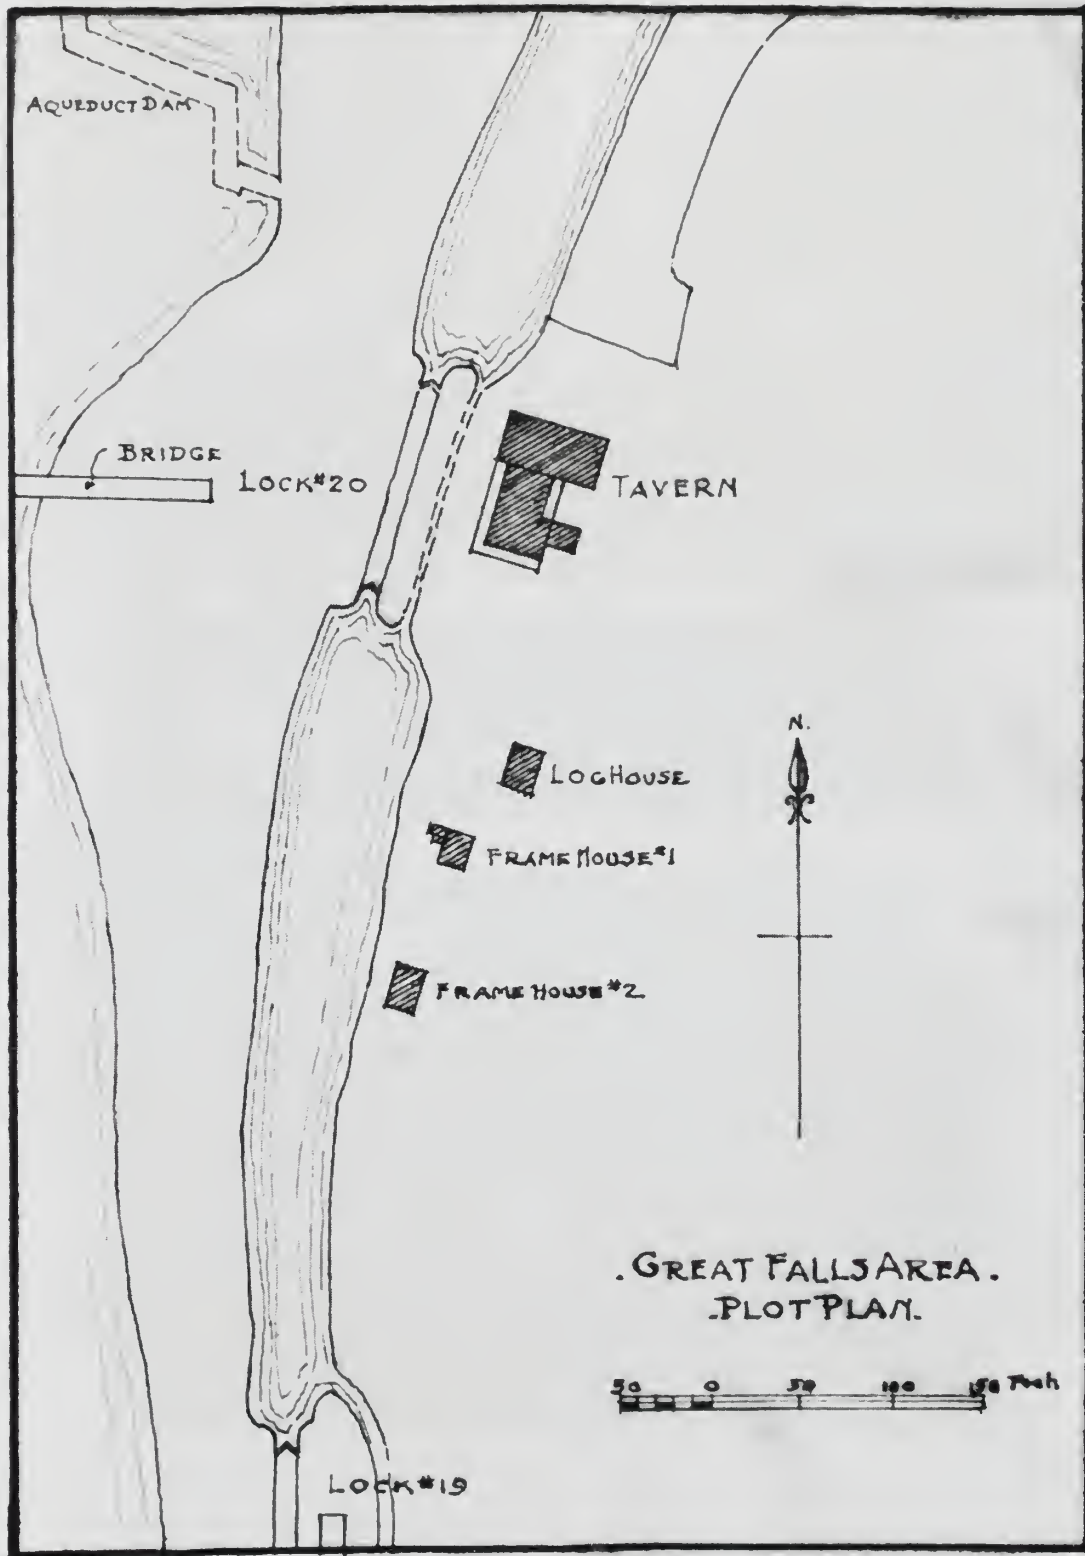 AQUEDUCT DAM
BRIDGE
LOCK #20
TAVERN
N.
LOG HOUSE
FRAME HOUSE #1
FRAME HOUSE #2
. GREAT FALLS AREA .
. PLOT PLAN .
50 0 50 100 150 Feet
LOCK #19